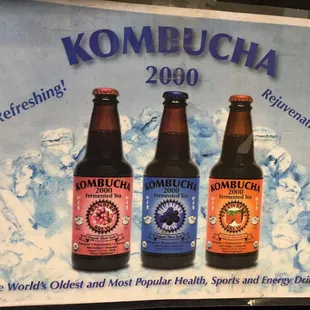 KOMBUCHA
2000
Refreshing!
Rejuvenat
KOMBUCHA
2000
Fermented Tea
KOMBUCHA
2000
Fermented Tea
KOMBUCHA
2000
Fermented Tea
e World's Oldest and Most Popular Health, Sports and Energy Drin